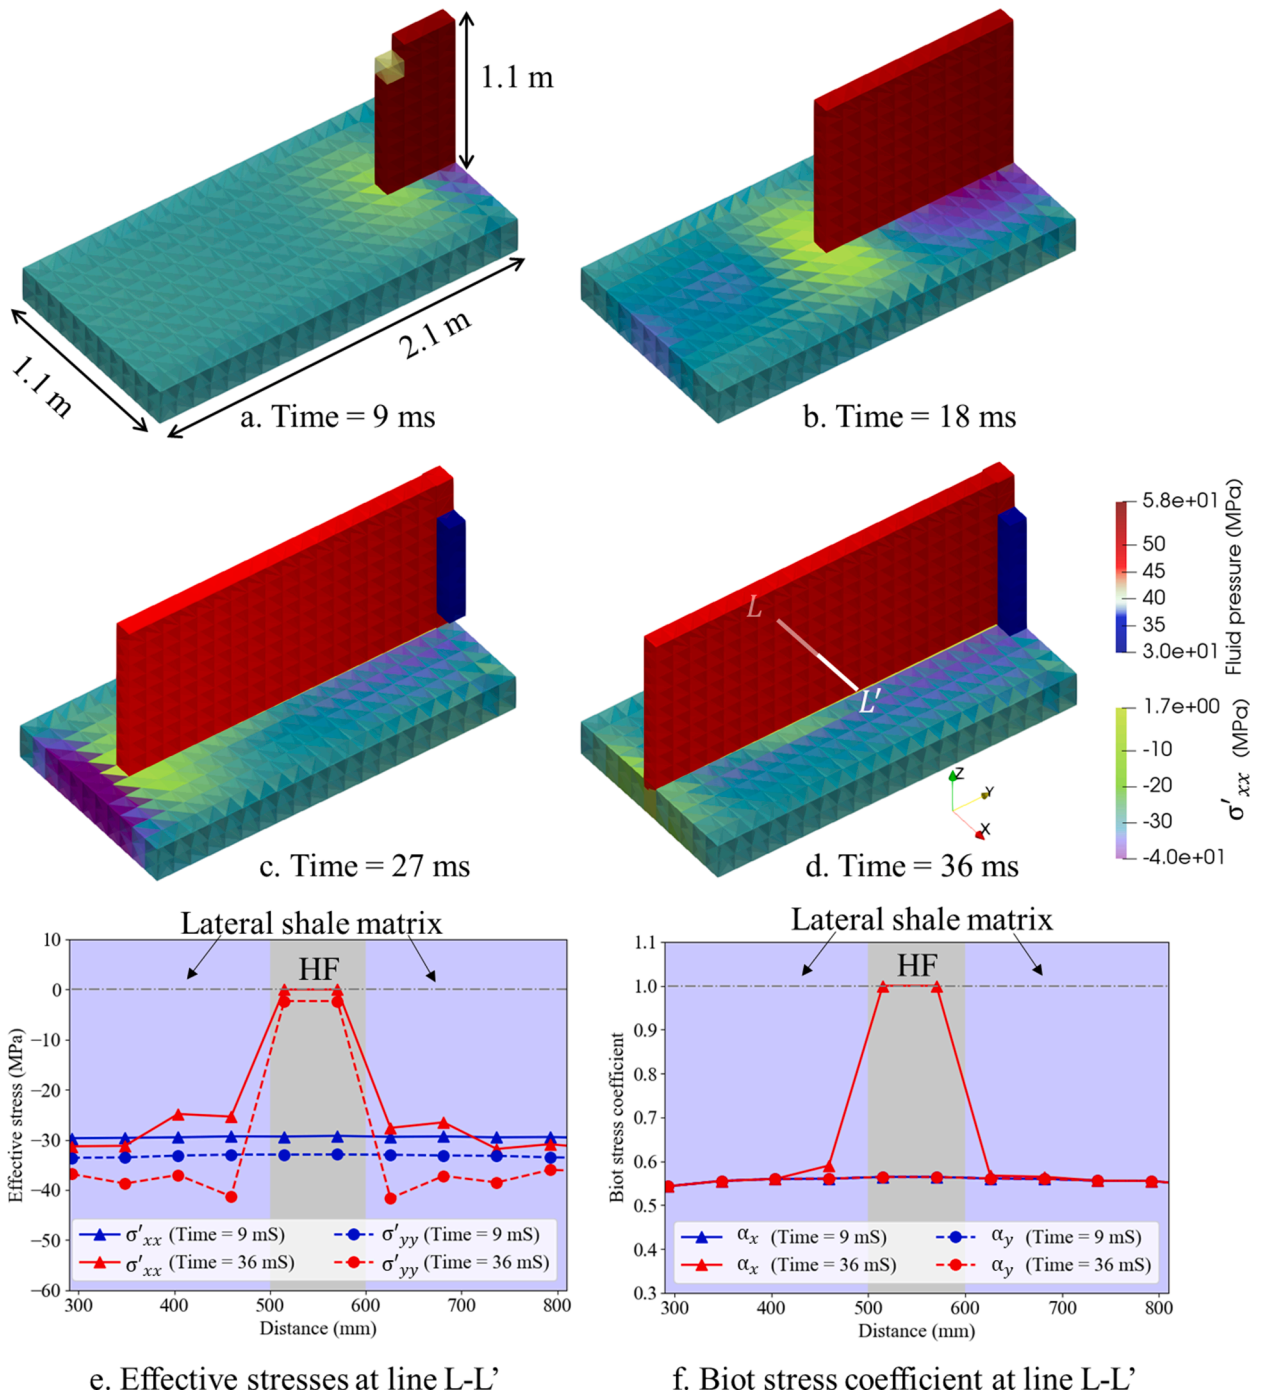 1.1 m
1.1 m
2.1 m
a. Time = 9 ms
b. Time = 18 ms
L
L′
Z
Y
X
c. Time = 27 ms
d. Time = 36 ms
5.8e+01
50
45
40
35
3.0e+01
Fluid pressure (MPa)
1.7e+00
-10
-20
-30
-4.0e+01
σ′xx (MPa)
Lateral shale matrix
HF
10
0
−10
−20
−30
−40
−50
−60
Effective stress (MPa)
σ′xx (Time = 9 mS)
σ′yy (Time = 9 mS)
σ′xx (Time = 36 mS)
σ′yy (Time = 36 mS)
300 400 500 600 700 800
Distance (mm)
e. Effective stresses at line L-L’
Lateral shale matrix
HF
1.1
1.0
0.9
0.8
0.7
0.6
0.5
0.4
0.3
Biot stress coefficient
αx (Time = 9 mS)
αy (Time = 9 mS)
αx (Time = 36 mS)
αy (Time = 36 mS)
300 400 500 600 700 800
Distance (mm)
f. Biot stress coefficient at line L-L’